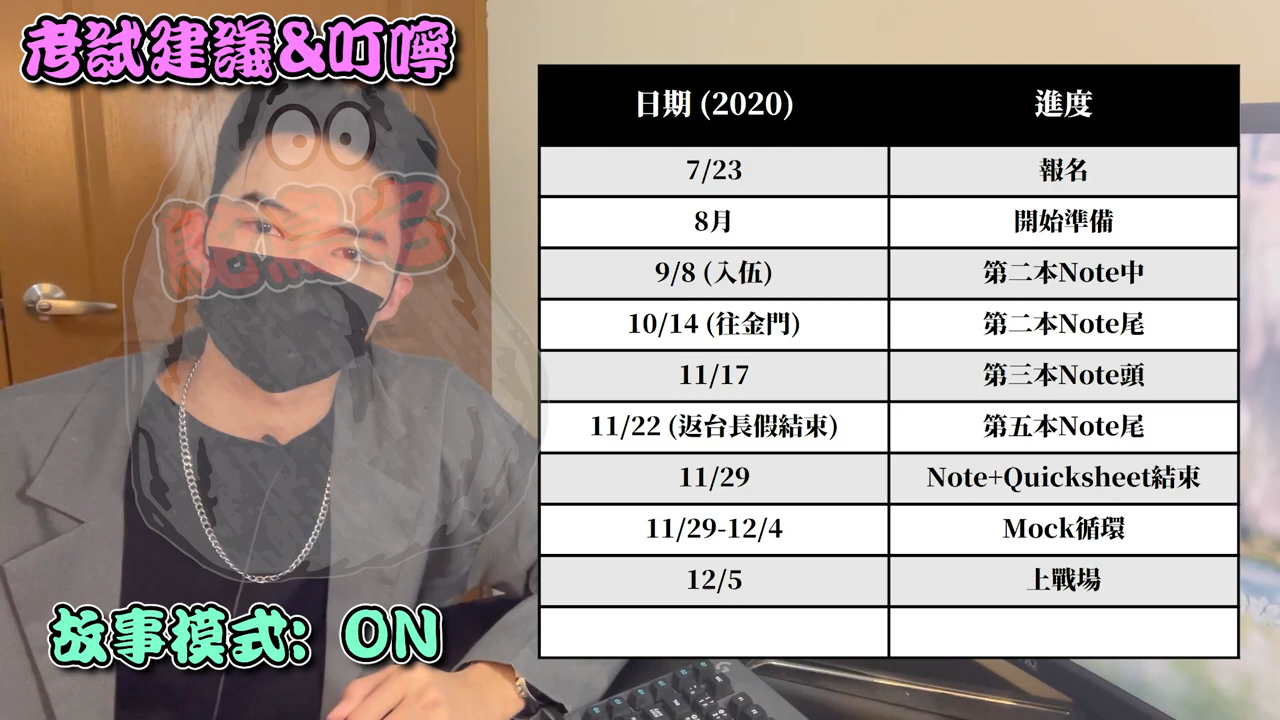 考試建議&叮嚀
日期 (2020) 進度
7/23 報名
8月 開始準備
9/8 (入伍) 第二本Note中
10/14 (往金門) 第二本Note尾
11/17 第三本Note頭
11/22 (返台長假結束) 第五本Note尾
11/29 Note+Quicksheet結束
11/29-12/4 Mock循環
12/5 上戰場
故事模式: ON